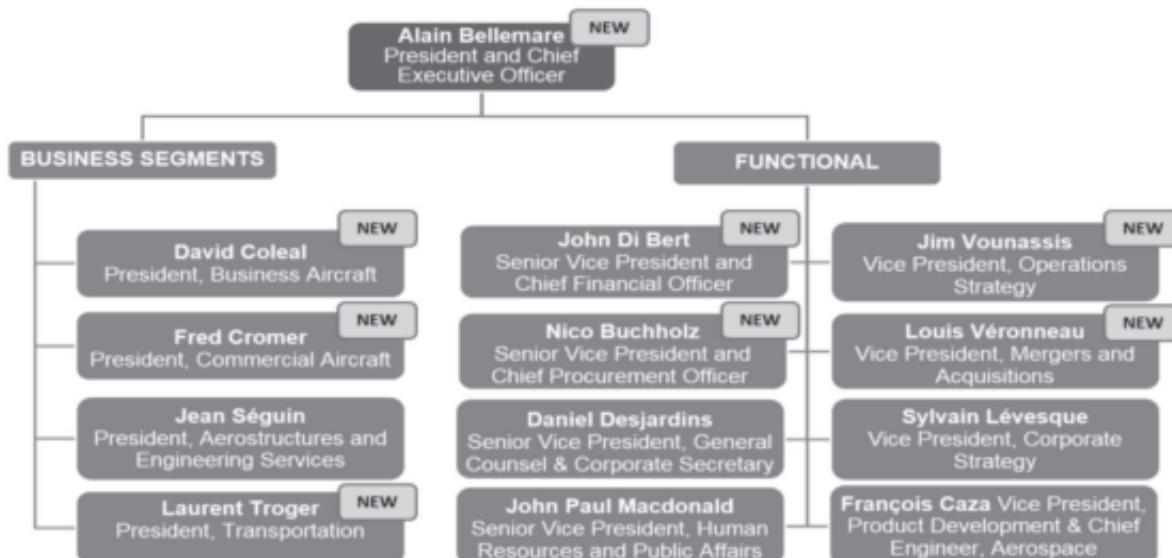 Alain Bellemare
NEW
President and Chief
Executive Officer
BUSINESS SEGMENTS
David Coleal
NEW
President, Business Aircraft
Fred Cromer
NEW
President, Commercial Aircraft
Jean Séguin
President, Aerostructures and
Engineering Services
Laurent Troger
NEW
President, Transportation
FUNCTIONAL
John Di Bert
NEW
Senior Vice President and
Chief Financial Officer
Nico Buchholz
NEW
Senior Vice President and
Chief Procurement Officer
Daniel Desjardins
Senior Vice President, General
Counsel & Corporate Secretary
John Paul Macdonald
Senior Vice President, Human
Resources and Public Affairs
Jim Vounassis
NEW
Vice President, Operations
Strategy
Louis Véronneau
NEW
Vice President, Mergers and
Acquisitions
Sylvain Lévesque
Vice President, Corporate
Strategy
François Caza Vice President,
Product Development & Chief
Engineer, Aerospace